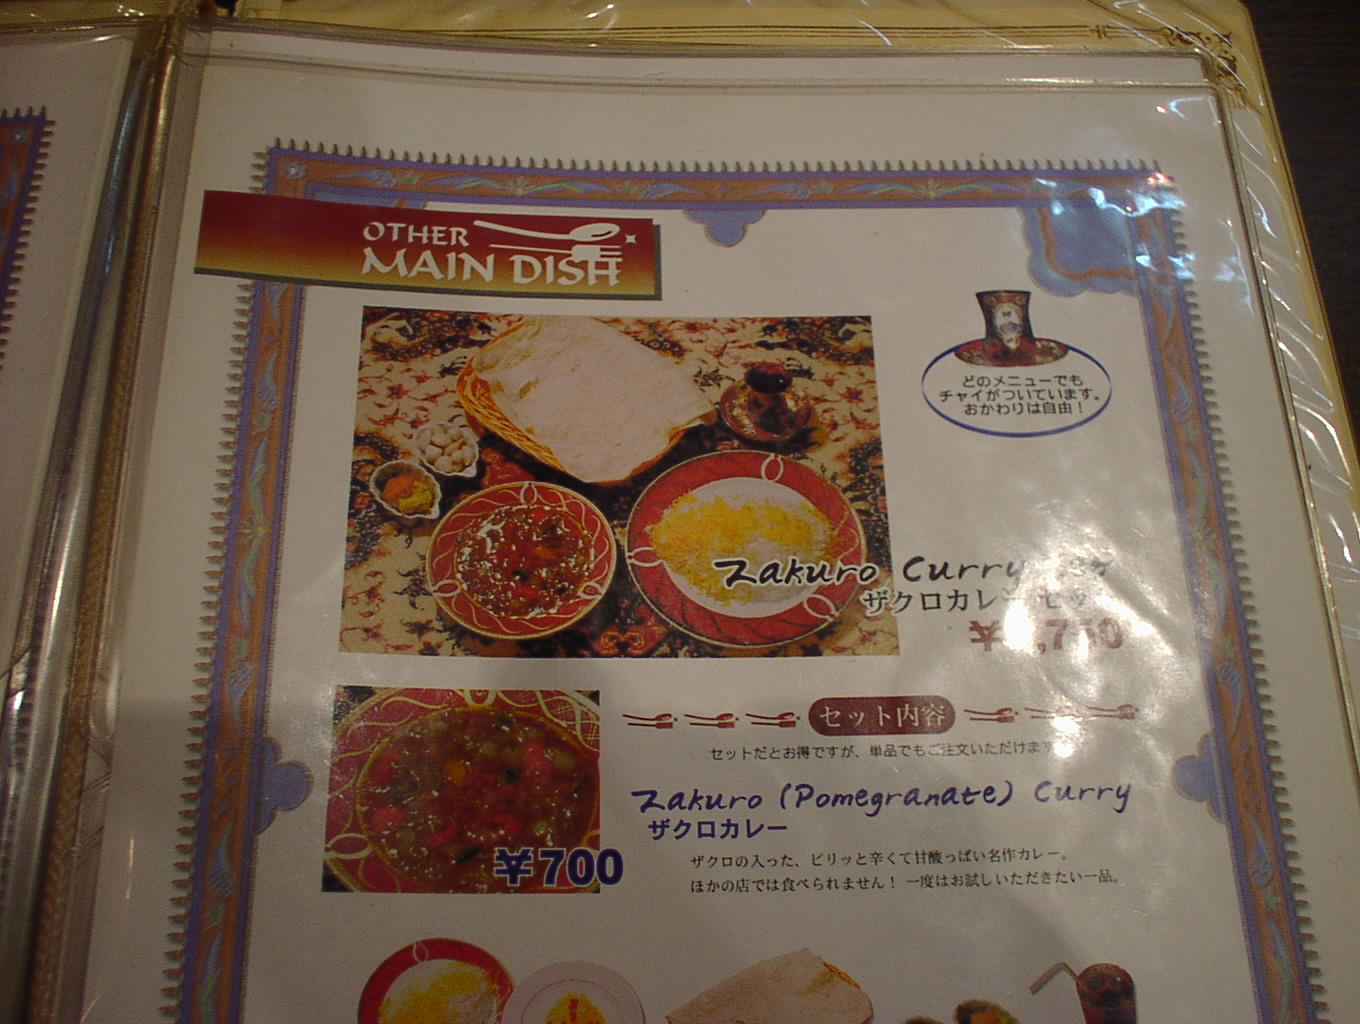 OTHER
MAIN DISH
どのメニューでも
チャイがついています。
おかわりは自由！
Zakuro Curry
ザクロカレー セット
セット内容
セットだとお得ですが、単品でもご注文いただけます
Zakuro (Pomegranate) Curry
ザクロカレー
¥700
ザクロの入った、ピリッと辛くて甘酸っぱい名作カレー。
ほかの店では食べられません！ 一度はお試しいただきたい一品。